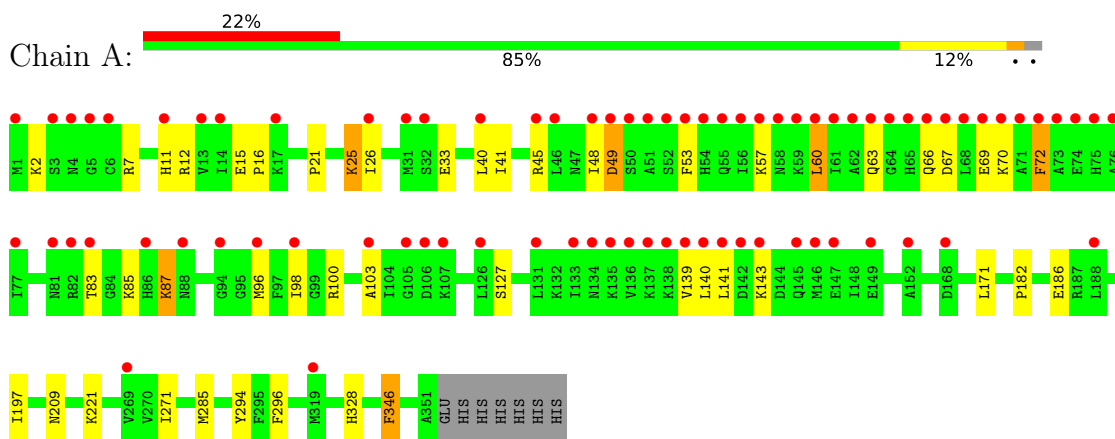 22%
Chain A:
85% 12% • •
M1 K2 S3 N4 G5 C6 R7 H11 R12 V13 I14 E15 P16 K17 P21 K25 I26 M31 S32 E33 L40 I41 R45 L46 N47 I48 D49 S50 A51 S52 F53 H54 Q55 I56 K57 N58 K59 L60 I61 A62 Q63 G64 H65 Q66 D67 L68 E69 K70 A71 F72 A73 E74 H75 A76
I77 N81 R82 T83 G84 K85 H86 K87 N88 G94 G95 M96 F97 I98 G99 R100 A103 I104 G105 D106 K107 L126 S127 L131 K132 I133 N134 K135 V136 K137 K138 V139 L140 L141 D142 K143 D144 Q145 M146 E147 I148 E149 A152 D168 L171 P182 E186 R187 L188
I197 N209 K221 V269 V270 I271 M285 Y294 F295 F296 M319 H328 F346 A351 GLU HIS HIS HIS HIS HIS HIS